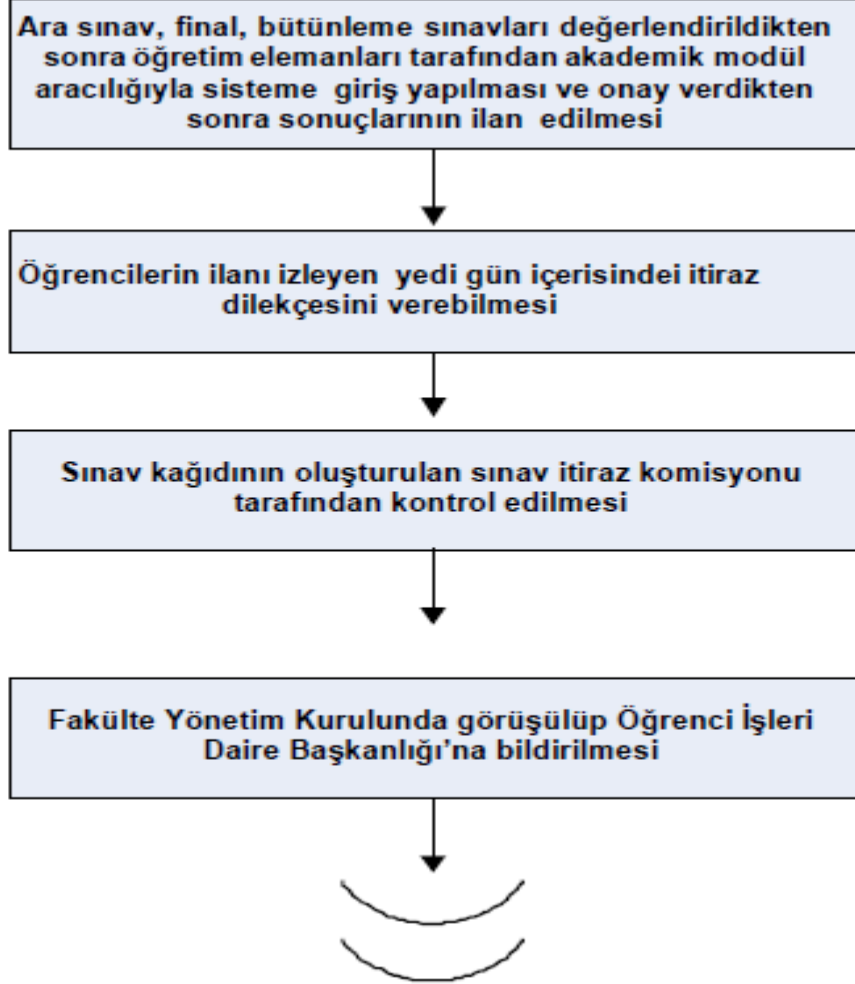 Ara sınav, final, bütünleme sınavları değerlendirildikten
sonra öğretim elemanları tarafından akademik modül
aracılığıyla sisteme giriş yapılması ve onay verdikten
sonra sonuçlarının ilan edilmesi
Öğrencilerin ilanı izleyen yedi gün içerisindei itiraz
dilekçesini verebilmesi
Sınav kağıdının oluşturulan sınav itiraz komisyonu
tarafından kontrol edilmesi
Fakülte Yönetim Kurulunda görüşülüp Öğrenci İşleri
Daire Başkanlığı’na bildirilmesi